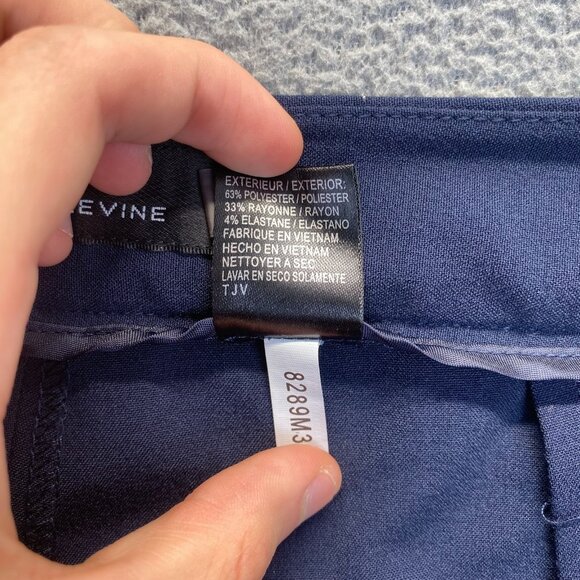 EVINE
EXTERIEUR / EXTERIOR:
63% POLYESTER / POLIESTER
33% RAYONNE / RAYON
4% ELASTANE / ELASTANO
FABRIQUE EN VIETNAM
HECHO EN VIETNAM
NETTOYER A SEC
LAVAR EN SECO SOLAMENTE
TJV
8289M3